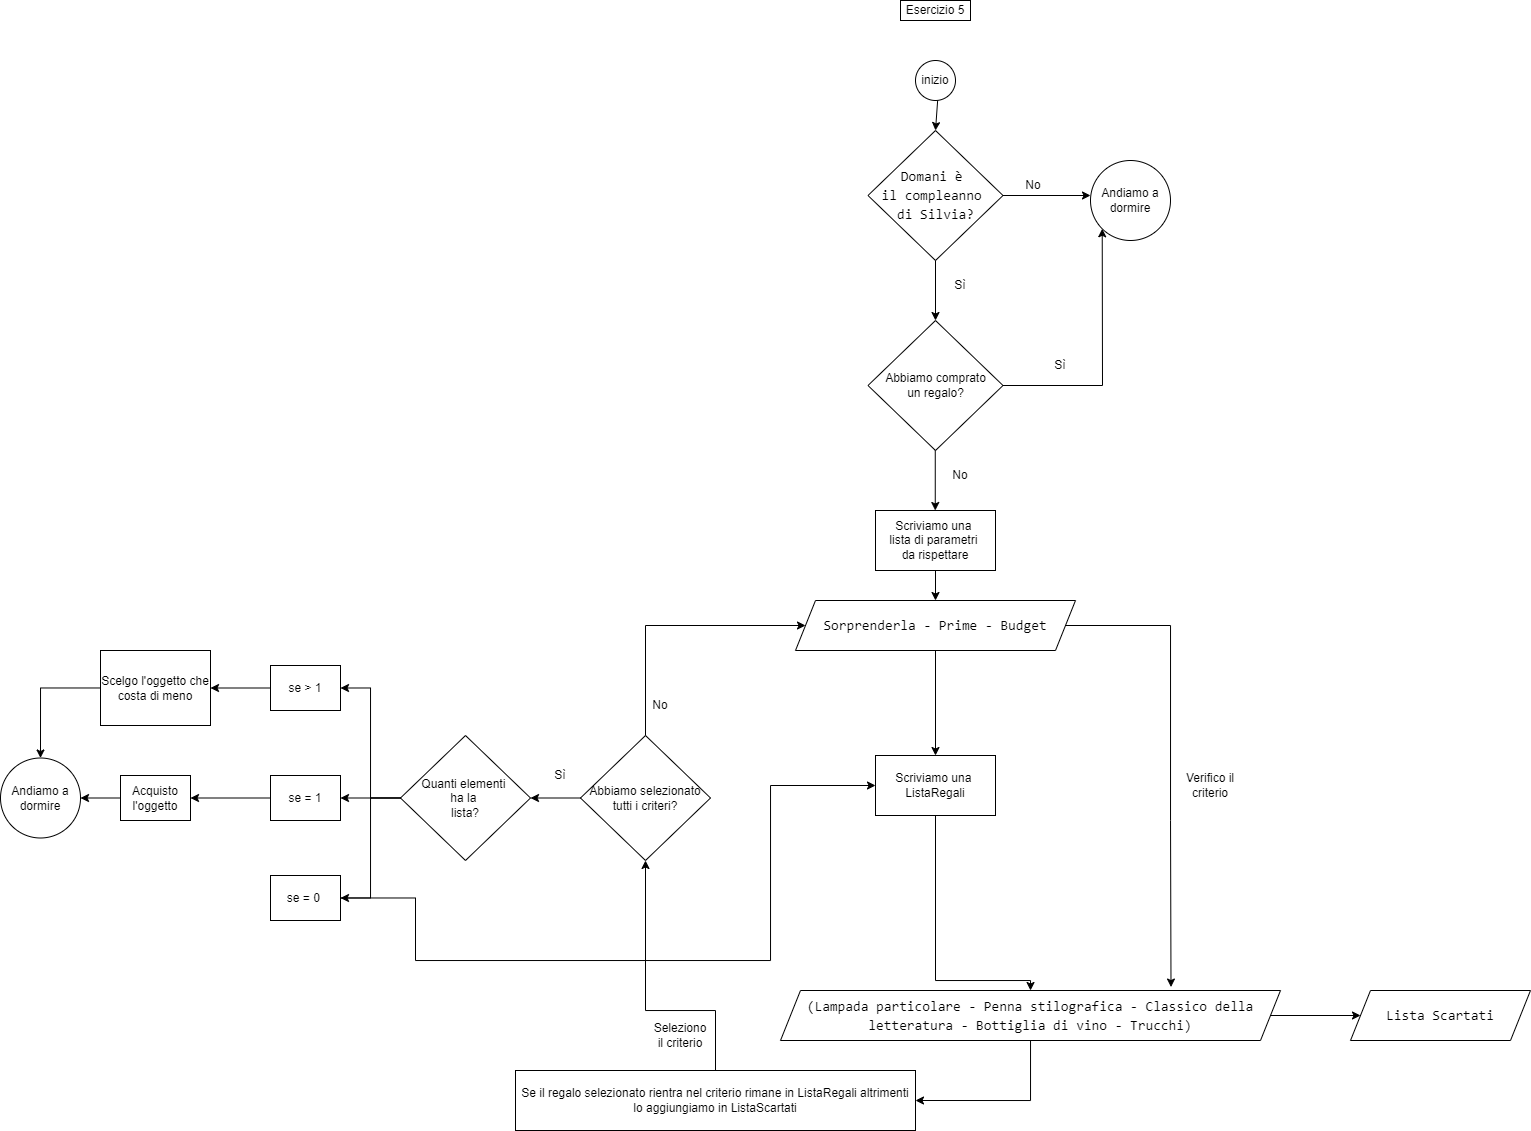 Esercizio 5
inizio
Domani è
il compleanno
di Silvia?
No
Andiamo a
dormire
Sì
Abbiamo comprato
un regalo?
Sì
No
Scriviamo una
lista di parametri
da rispettare
Sorprenderla - Prime - Budget
Scelgo l'oggetto che
costa di meno
se > 1
No
Andiamo a
dormire
Acquisto
l'oggetto
se = 1
Quanti elementi
ha la
lista?
Sì
Abbiamo selezionato
tutti i criteri?
Scriviamo una
ListaRegali
Verifico il
criterio
se = 0
(Lampada particolare - Penna stilografica - Classico della
letteratura - Bottiglia di vino - Trucchi)
Lista Scartati
Seleziono
il criterio
Se il regalo selezionato rientra nel criterio rimane in ListaRegali altrimenti
lo aggiungiamo in ListaScartati